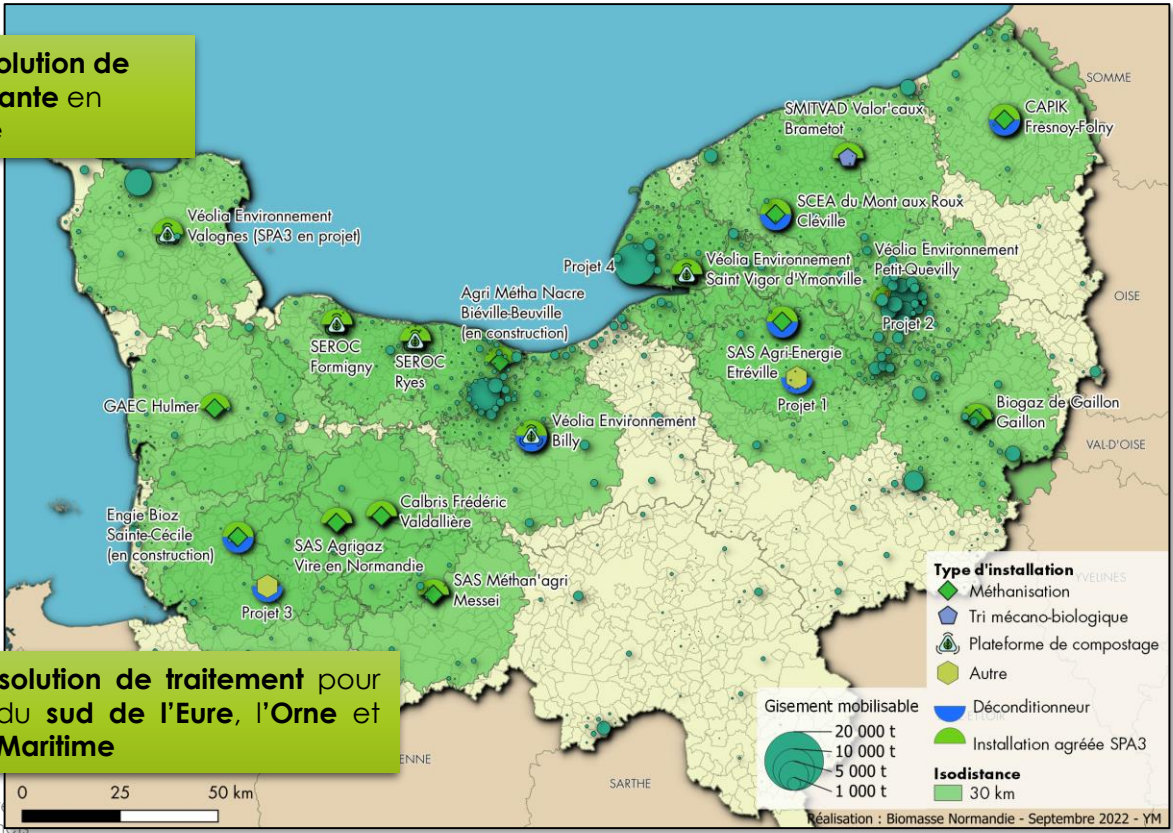 olution de
ante en
SOMME
CAPIK
Fresnoy-Folny
SMITVAD Valor'caux
Brametot
SCEA du Mont aux Roux
Cléville
Véolia Environnement
Valognes (SPA3 en projet)
Projet 4
Véolia Environnement
Saint Vigor d'Ymonville
Véolia Environnement
Petit-Quevilly
OISE
Agri Métha Nacre
Biéville-Beuville
(en construction)
Projet 2
SEROC
Formigny
SEROC
Ryes
SAS Agri-Energie
Etréville
Projet 1
GAEC Hulmer
Véolia Environnement
Billy
Biogaz de Gaillon
Gaillon
VAL-D'OISE
Engie Bioz
Sainte-Cécile
(en construction)
Calbris Frédéric
Valdallière
SAS Agrigaz
Vire en Normandie
SAS Méthan'agri
Messei
Projet 3
solution de traitement pour
du sud de l'Eure, l'Orne et
Maritime
ENNE
SARTHE
0 25 50 km
Gisement mobilisable
20 000 t
10 000 t
5 000 t
1 000 t
Type d'installation
YVELINES
Méthanisation
Tri mécano-biologique
Plateforme de compostage
Autre
Déconditionneur
ET LOIR
Installation agréée SPA3
Isodistance
30 km
Réalisation : Biomasse Normandie - Septembre 2022 - YM